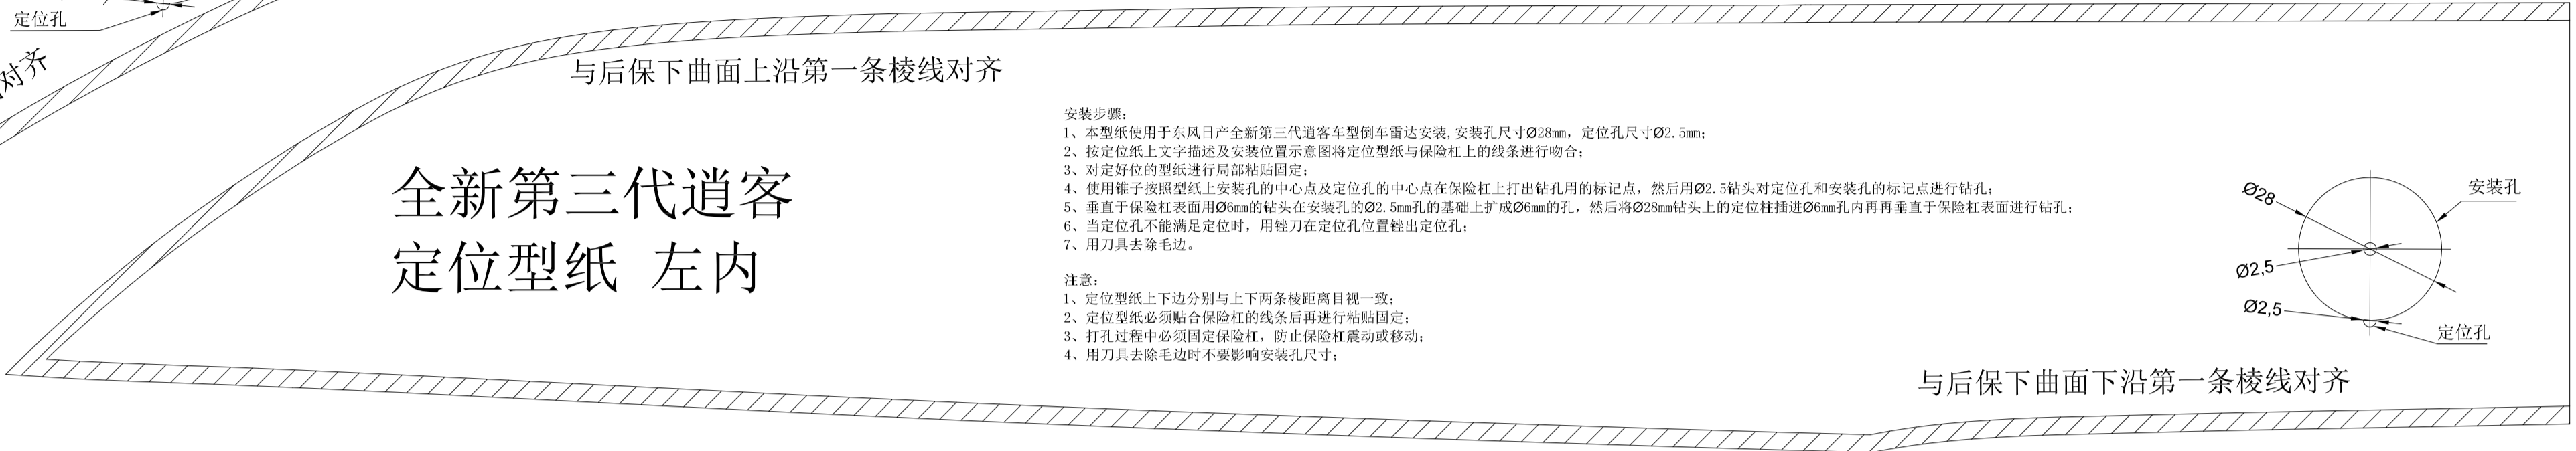 定位孔
对齐
与后保下曲面上沿第一条棱线对齐
全新第三代逍客
定位型纸 左内
安装步骤：
1、本型纸使用于东风日产全新第三代逍客车型倒车雷达安装,安装孔尺寸Ø28mm，定位孔尺寸Ø2.5mm；
2、按定位纸上文字描述及安装位置示意图将定位型纸与保险杠上的线条进行吻合；
3、对定好位的型纸进行局部粘贴固定；
4、使用锥子按照型纸上安装孔的中心点及定位孔的中心点在保险杠上打出钻孔用的标记点，然后用Ø2.5钻头对定位孔和安装孔的标记点进行钻孔；
5、垂直于保险杠表面用Ø6mm的钻头在安装孔的Ø2.5mm孔的基础上扩成Ø6mm的孔，然后将Ø28mm钻头上的定位柱插进Ø6mm孔内再再垂直于保险杠表面进行钻孔；
6、当定位孔不能满足定位时，用锉刀在定位孔位置锉出定位孔；
7、用刀具去除毛边。
注意：
1、定位型纸上下边分别与上下两条棱距离目视一致；
2、定位型纸必须贴合保险杠的线条后再进行粘贴固定；
3、打孔过程中必须固定保险杠，防止保险杠震动或移动；
4、用刀具去除毛边时不要影响安装孔尺寸；
Ø28
安装孔
Ø2,5
Ø2,5
定位孔
与后保下曲面下沿第一条棱线对齐